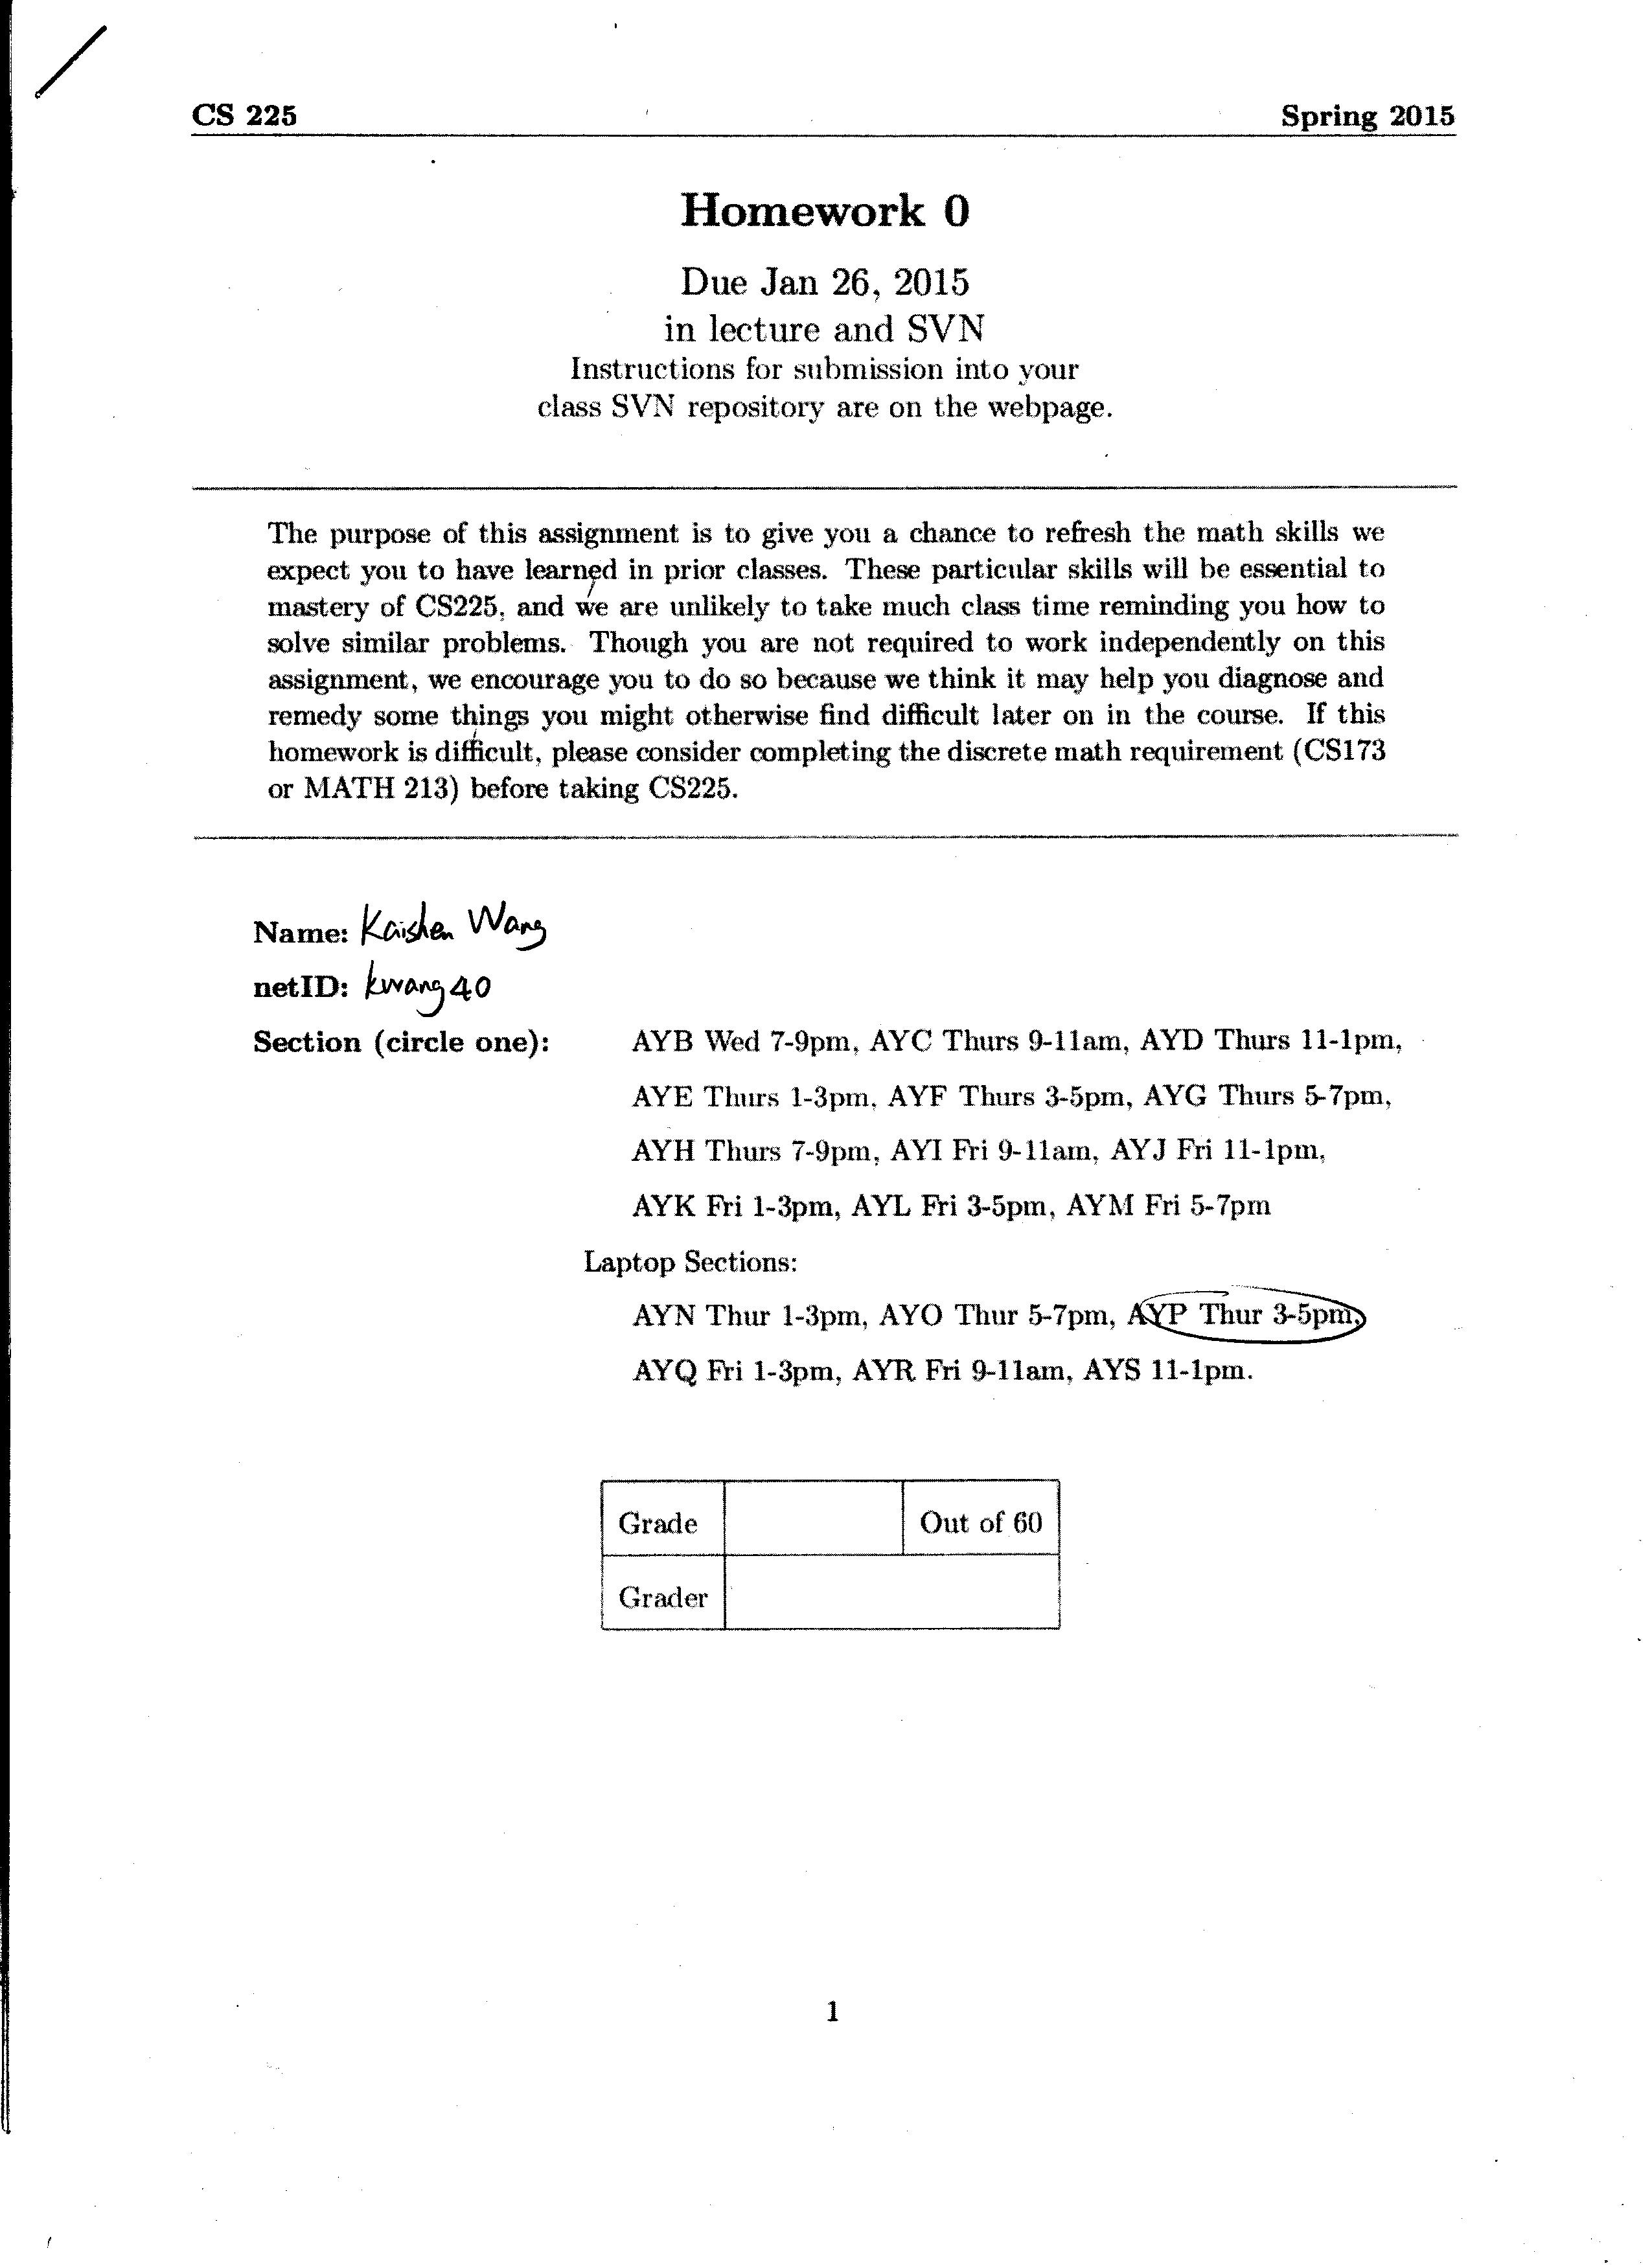 CS 225 Spring 2015
Homework 0
Due Jan 26, 2015
in lecture and SVN
Instructions for submission into your
class SVN repository are on the webpage.
The purpose of this assignment is to give you a chance to refresh the math skills we
expect you to have learned in prior classes. These particular skills will be essential to
mastery of CS225, and we are unlikely to take much class time reminding you how to
solve similar problems. Though you are not required to work independently on this
assignment, we encourage you to do so because we think it may help you diagnose and
remedy some things you might otherwise find difficult later on in the course. If this
homework is difficult, please consider completing the discrete math requirement (CS173
or MATH 213) before taking CS225.
Name: Kaishen Wang
netID: kwang40
Section (circle one): AYB Wed 7-9pm, AYC Thurs 9-11am, AYD Thurs 11-1pm,
AYE Thurs 1-3pm, AYF Thurs 3-5pm, AYG Thurs 5-7pm,
AYH Thurs 7-9pm, AYI Fri 9-11am, AYJ Fri 11-1pm,
AYK Fri 1-3pm, AYL Fri 3-5pm, AYM Fri 5-7pm
Laptop Sections:
AYN Thur 1-3pm, AYO Thur 5-7pm, AYP Thur 3-5pm,
AYQ Fri 1-3pm, AYR Fri 9-11am, AYS 11-1pm.
Grade Out of 60
Grader
1